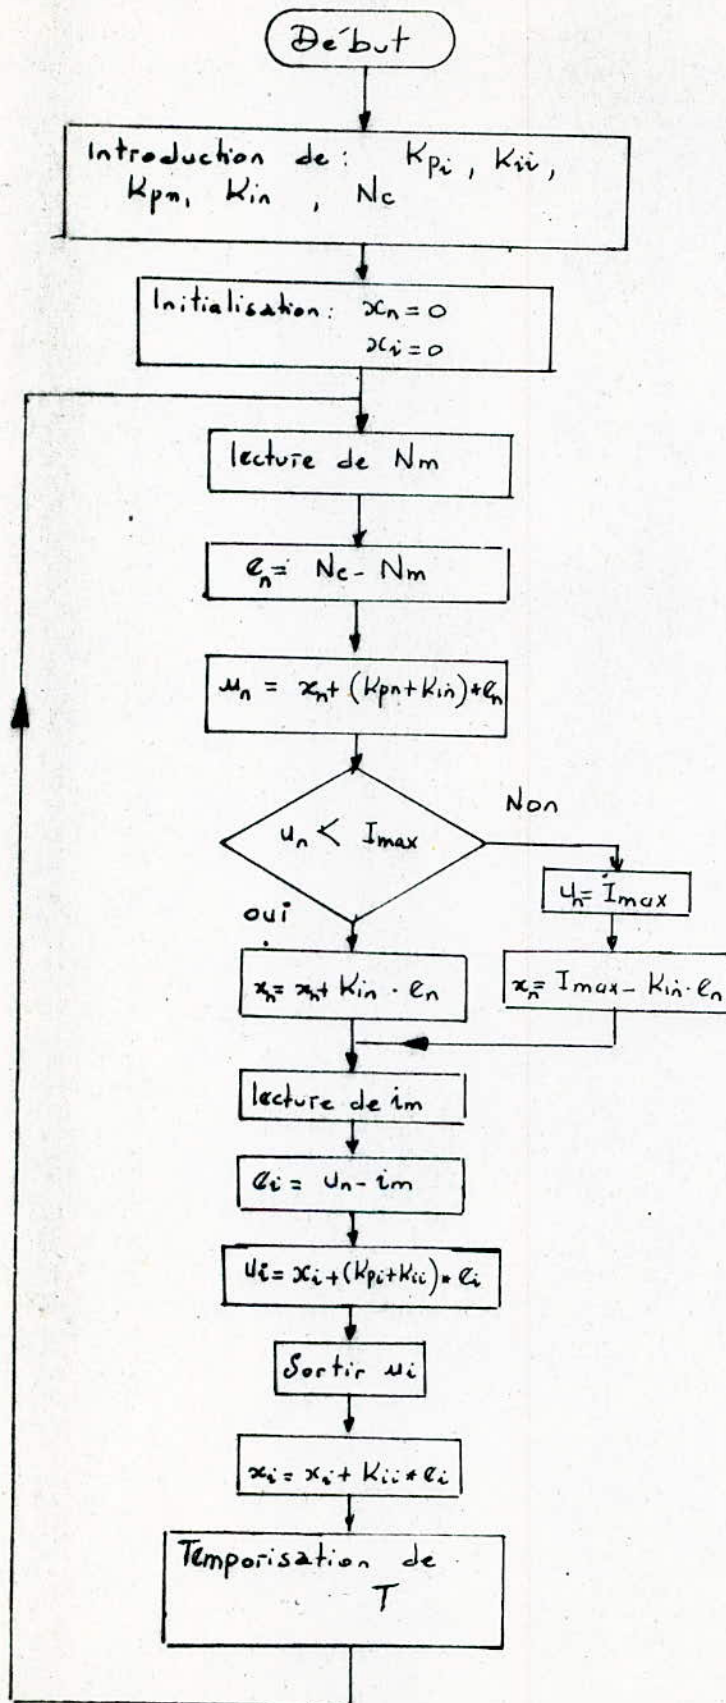 Début
Introduction de : Kpi, Kii,
Kpn, Kin , Nc
Initialisation : xn = 0
xi = 0
lecture de Nm
en = Nc - Nm
un = xn + (Kpn + Kin) * en
un < Imax
Non
un = Imax
oui
xn = xn + Kin . en
xn = Imax - Kin . en
lecture de im
ei = un - im
ui = xi + (Kpi + Kii) * ei
Sortir ui
xi = xi + Kii * ei
Temporisation de
T